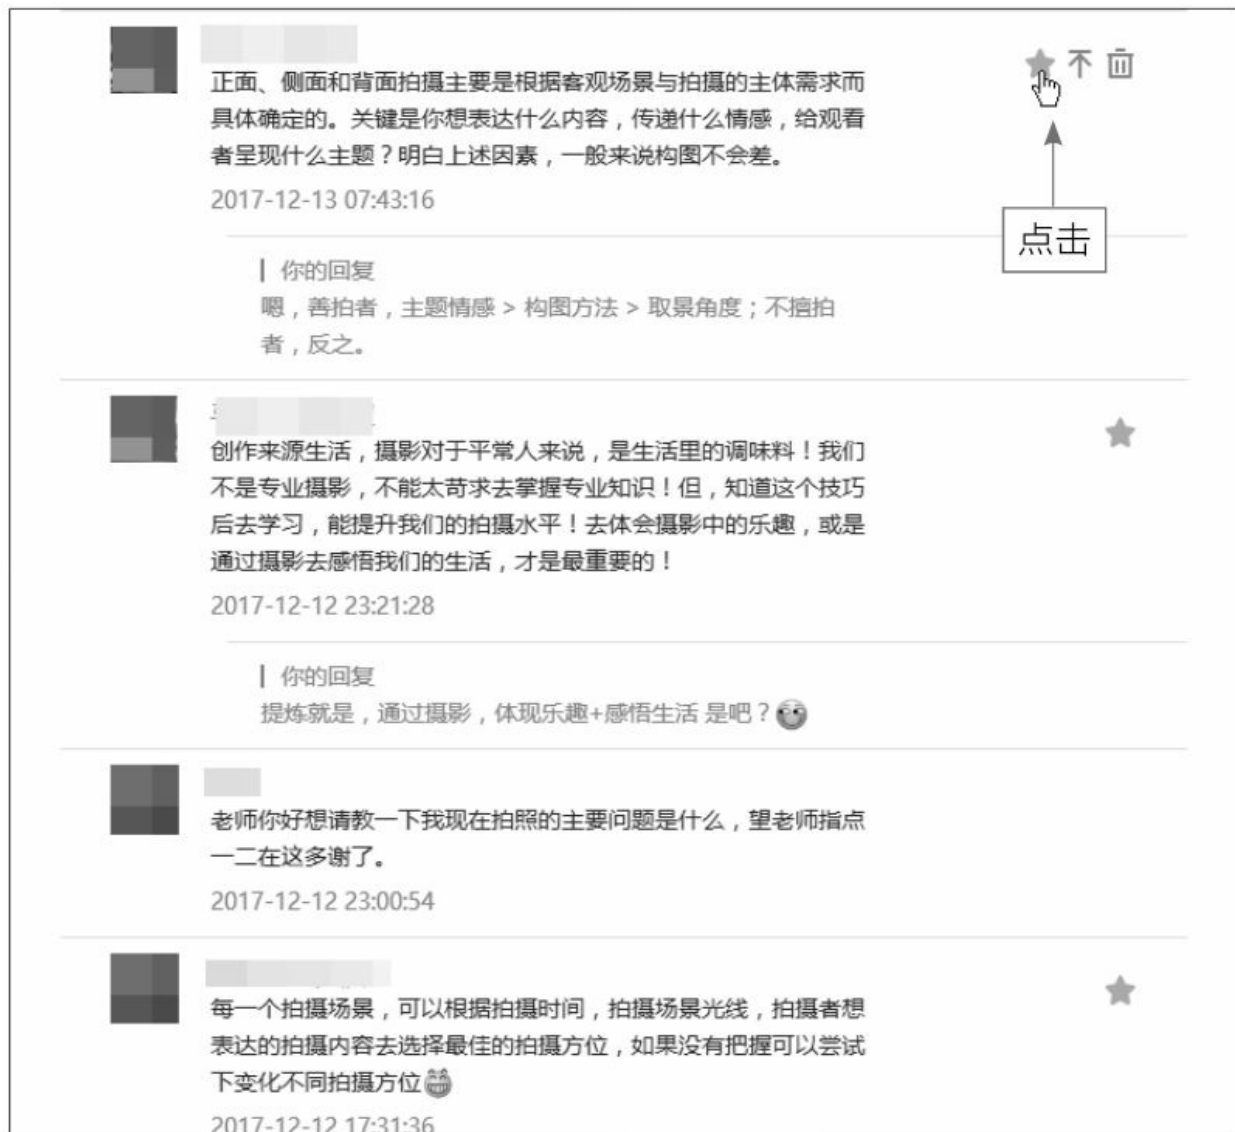 正面、侧面和背面拍摄主要是根据客观场景与拍摄的主体需求而
具体确定的。关键是你想表达什么内容，传递什么情感，给观看
者呈现什么主题？明白上述因素，一般来说构图不会差。
2017-12-13 07:43:16
点击
你的回复
嗯，善拍者，主题情感 > 构图方法 > 取景角度；不擅拍
者，反之。
创作来源生活，摄影对于平常人来说，是生活里的调味料！我们
不是专业摄影，不能太苛求去掌握专业知识！但，知道这个技巧
后去学习，能提升我们的拍摄水平！去体会摄影中的乐趣，或是
通过摄影去感悟我们的生活，才是最重要的！
2017-12-12 23:21:28
你的回复
提炼就是，通过摄影，体现乐趣+感悟生活 是吧？
老师你好想请教一下我现在拍照的主要问题是什么，望老师指点
一二在这多谢了。
2017-12-12 23:00:54
每一个拍摄场景，可以根据拍摄时间，拍摄场景光线，拍摄者想
表达的拍摄内容去选择最佳的拍摄方位，如果没有把握可以尝试
下变化不同拍摄方位
2017-12-12 17:31:36